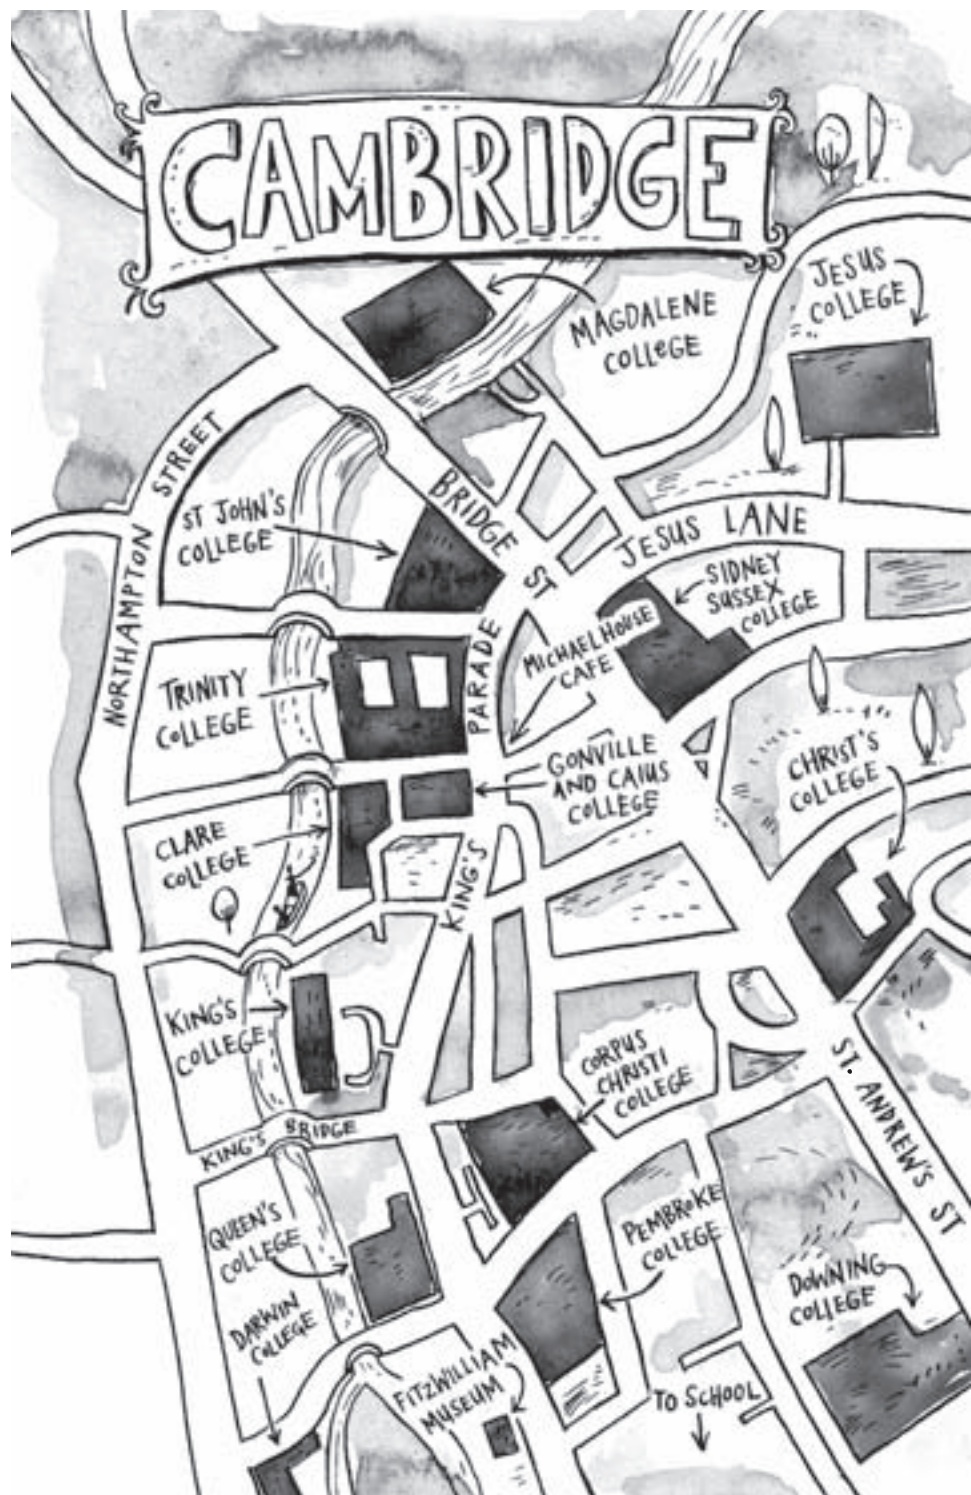 CAMBRIDGE
JESUS
COLLEGE
MAGDALENE
COLLeGE
STREET
NORTHAMPTON
ST JOHN'S
COLLEGE
BRIDGE
ST
JESUS LANE
SIDNEY
SUSSEX
COLLEGE
MICHAELHOUSE
CAFE
PARADE
KING'S
TRINITY
COLLEGE
GONVILLE
AND CAIUS
COLLEGE
CHRIST'S
COLLEGE
CLARE
COLLEGE
KING'S
COLLEGE
CORPUS
CHRISTI
COLLEGE
ST. ANDREW'S ST
KING'S BRIDGE
QUEEN'S
COLLEGE
PEMBROKE
COLLEGE
DOWNING
COLLEGE
DARWIN
COLLEGE
FITZWILLIAM
MUSEUM
TO SCHOOL